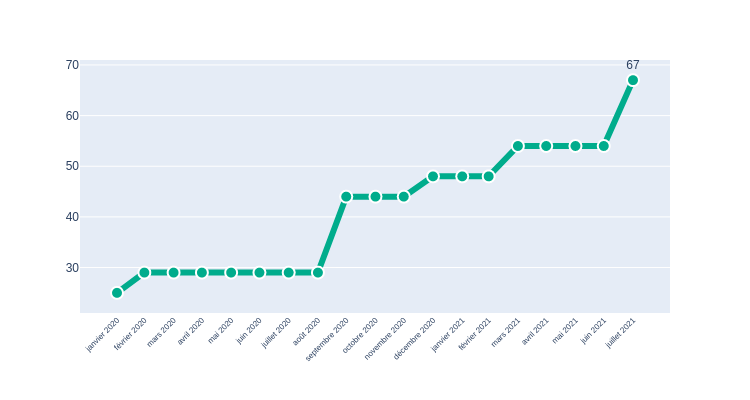 67
70
60
50
40
30
janvier 2020
février 2020
mars 2020
avril 2020
mai 2020
juin 2020
juillet 2020
août 2020
septembre 2020
octobre 2020
novembre 2020
décembre 2020
janvier 2021
février 2021
mars 2021
avril 2021
mai 2021
juin 2021
juillet 2021